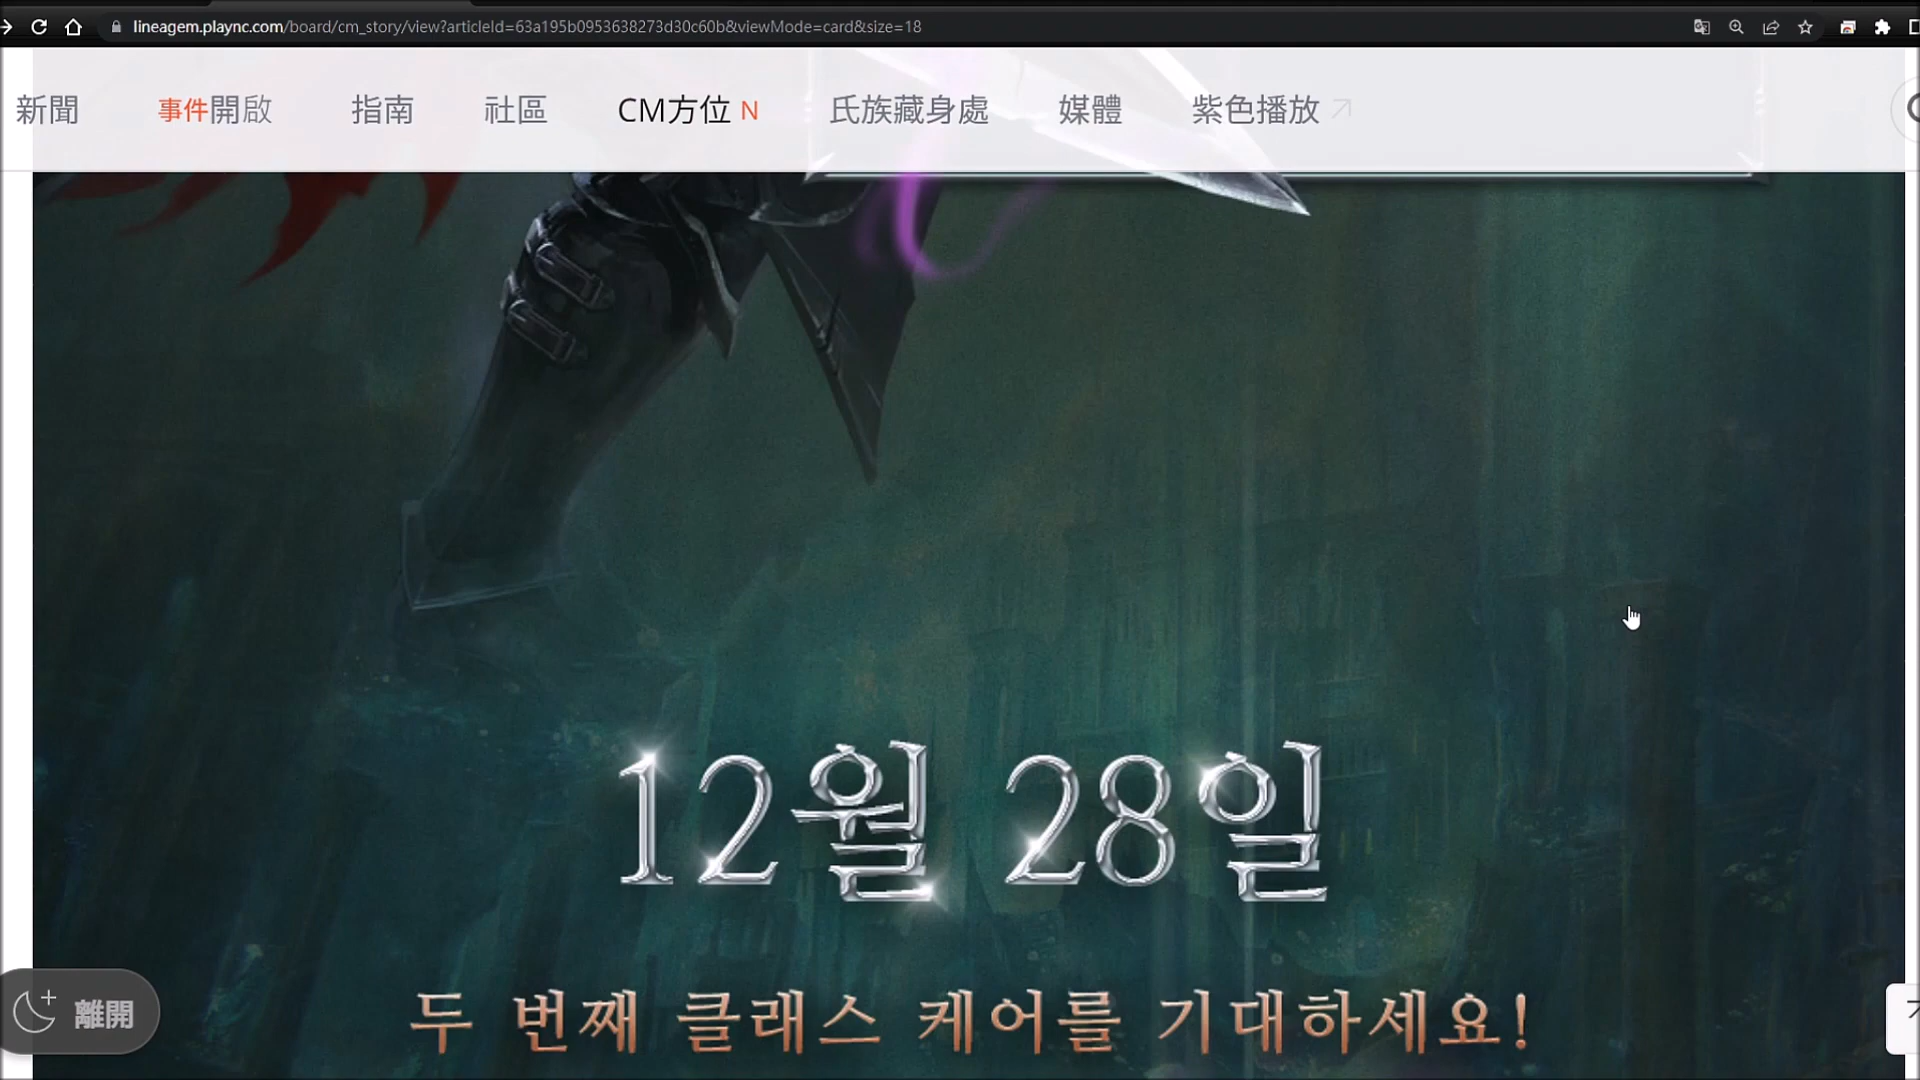 lineagem.plaync.com/board/cm_story/view?articleId=63a195b0953638273d30c60b&viewMode=card&size=18
新聞 事件開啟 指南 社區 CM方位 N 氏族藏身處 媒體 紫色播放
12월 28일
두 번째 클래스 케어를 기대하세요!
離開